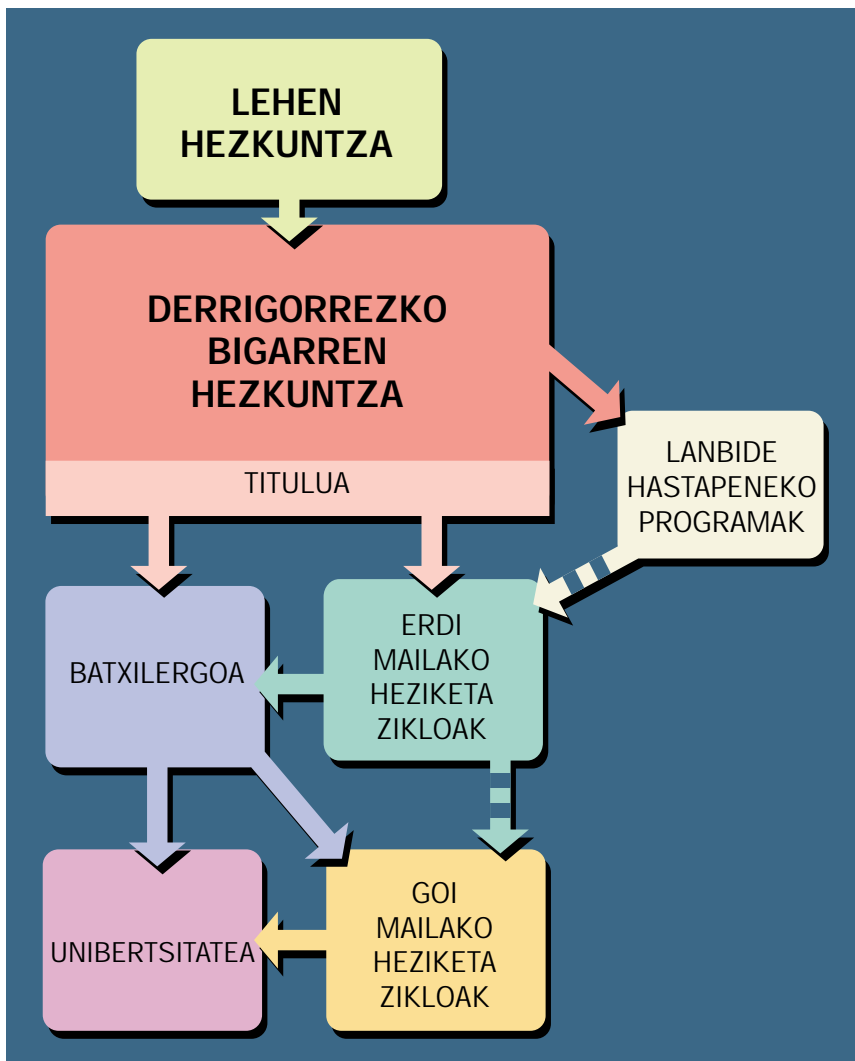 LEHEN
HEZKUNTZA
DERRIGORREZKO
BIGARREN
HEZKUNTZA
TITULUA
LANBIDE
HASTAPENEKO
PROGRAMAK
BATXILERGOA
ERDI
MAILAKO
HEZIKETA
ZIKLOAK
UNIBERTSITATEA
GOI
MAILAKO
HEZIKETA
ZIKLOAK